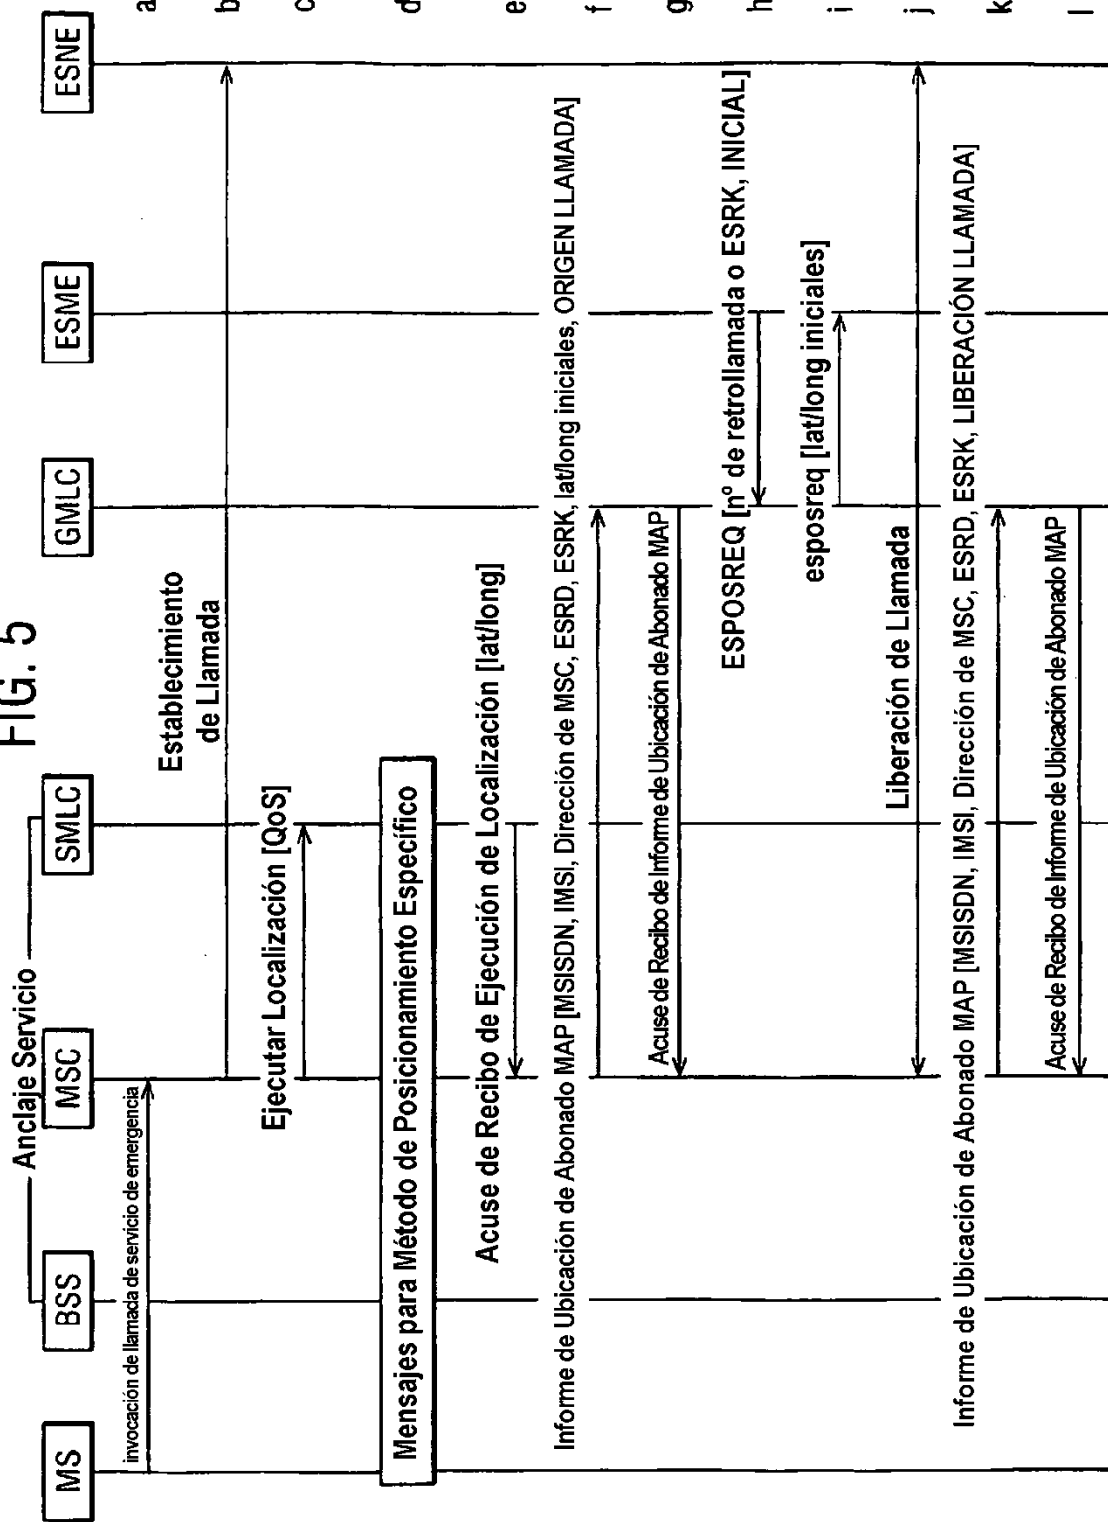 FIG. 5
Anclaje Servicio
MS
BSS
MSC
SMLC
GMLC
ESME
ESNE
invocación de llamada de servicio de emergencia
a
Establecimiento
de Llamada
b
Ejecutar Localización [QoS]
c
Mensajes para Método de Posicionamiento Específico
d
Acuse de Recibo de Ejecución de Localización [lat/long]
e
Informe de Ubicación de Abonado MAP [MSISDN, IMSI, Dirección de MSC, ESRD, ESRK, lat/long iniciales, ORIGEN LLAMADA]
f
Acuse de Recibo de Informe de Ubicación de Abonado MAP
g
ESPOSREQ [nº de retrollamada o ESRK, INICIAL]
h
esposreq [lat/long iniciales]
i
Liberación de Llamada
j
Informe de Ubicación de Abonado MAP [MSISDN, IMSI, Dirección de MSC, ESRD, ESRK, LIBERACIÓN LLAMADA]
k
Acuse de Recibo de Informe de Ubicación de Abonado MAP
l